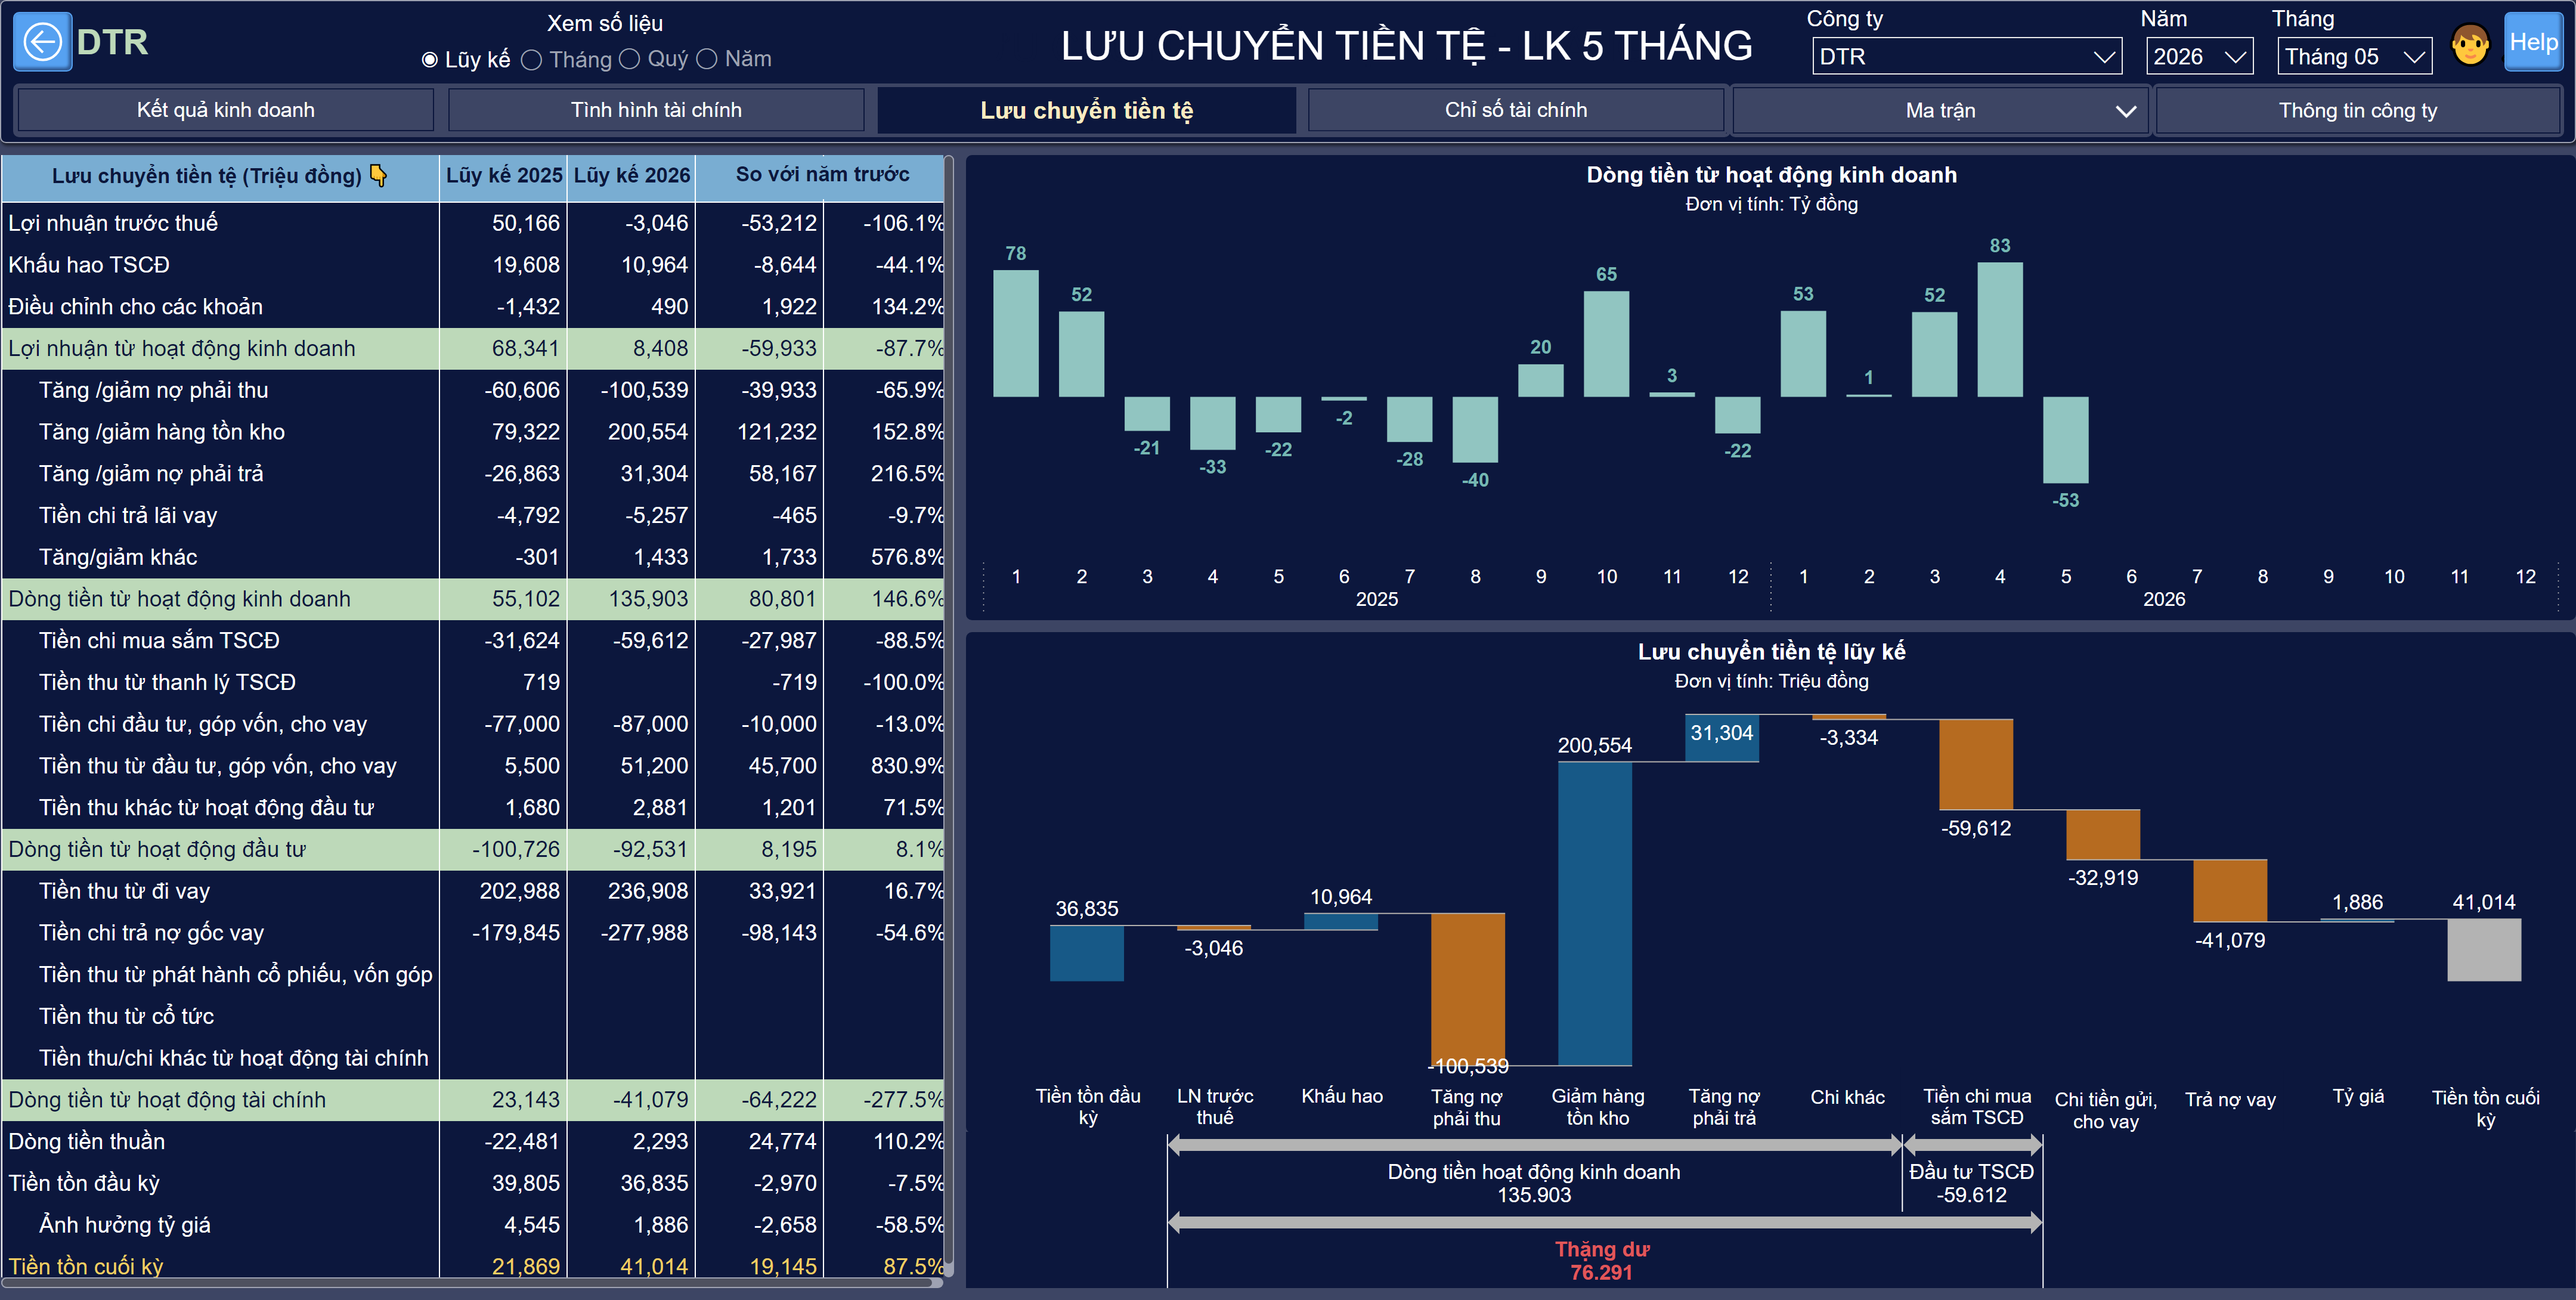 DTR
Xem số liệu
Lũy kế Tháng Quý Năm
LƯU CHUYỂN TIỀN TỆ - LK 5 THÁNG
Công ty Năm Tháng
DTR 2026 Tháng 05
Help
Kết quả kinh doanh Tình hình tài chính Lưu chuyển tiền tệ Chỉ số tài chính Ma trận Thông tin công ty
Lưu chuyển tiền tệ (Triệu đồng) Lũy kế 2025 Lũy kế 2026 So với năm trước
Lợi nhuận trước thuế 50,166 -3,046 -53,212 -106.1%
Khấu hao TSCĐ 19,608 10,964 -8,644 -44.1%
Điều chỉnh cho các khoản -1,432 490 1,922 134.2%
Lợi nhuận từ hoạt động kinh doanh 68,341 8,408 -59,933 -87.7%
Tăng /giảm nợ phải thu -60,606 -100,539 -39,933 -65.9%
Tăng /giảm hàng tồn kho 79,322 200,554 121,232 152.8%
Tăng /giảm nợ phải trả -26,863 31,304 58,167 216.5%
Tiền chi trả lãi vay -4,792 -5,257 -465 -9.7%
Tăng/giảm khác -301 1,433 1,733 576.8%
Dòng tiền từ hoạt động kinh doanh 55,102 135,903 80,801 146.6%
Tiền chi mua sắm TSCĐ -31,624 -59,612 -27,987 -88.5%
Tiền thu từ thanh lý TSCĐ 719 -719 -100.0%
Tiền chi đầu tư, góp vốn, cho vay -77,000 -87,000 -10,000 -13.0%
Tiền thu từ đầu tư, góp vốn, cho vay 5,500 51,200 45,700 830.9%
Tiền thu khác từ hoạt động đầu tư 1,680 2,881 1,201 71.5%
Dòng tiền từ hoạt động đầu tư -100,726 -92,531 8,195 8.1%
Tiền thu từ đi vay 202,988 236,908 33,921 16.7%
Tiền chi trả nợ gốc vay -179,845 -277,988 -98,143 -54.6%
Tiền thu từ phát hành cổ phiếu, vốn góp
Tiền thu từ cổ tức
Tiền thu/chi khác từ hoạt động tài chính
Dòng tiền từ hoạt động tài chính 23,143 -41,079 -64,222 -277.5%
Dòng tiền thuần -22,481 2,293 24,774 110.2%
Tiền tồn đầu kỳ 39,805 36,835 -2,970 -7.5%
Ảnh hưởng tỷ giá 4,545 1,886 -2,658 -58.5%
Tiền tồn cuối kỳ 21,869 41,014 19,145 87.5%
Dòng tiền từ hoạt động kinh doanh
Đơn vị tính: Tỷ đồng
78 52 -21 -33 -22 -2 -28 -40 20 65 3 -22 53 1 52 83 -53
1 2 3 4 5 6 7 8 9 10 11 12 1 2 3 4 5 6 7 8 9 10 11 12
2025 2026
Lưu chuyển tiền tệ lũy kế
Đơn vị tính: Triệu đồng
36,835 -3,046 10,964 -100,539 200,554 31,304 -3,334 -59,612 -32,919 -41,079 1,886 41,014
Tiền tồn đầu kỳ
LN trước thuế
Khấu hao
Tăng nợ phải thu
Giảm hàng tồn kho
Tăng nợ phải trả
Chi khác
Tiền chi mua sắm TSCĐ
Chi tiền gửi, cho vay
Trả nợ vay
Tỷ giá
Tiền tồn cuối kỳ
Dòng tiền hoạt động kinh doanh
135.903
Đầu tư TSCĐ
-59.612
Thặng dư
76.291